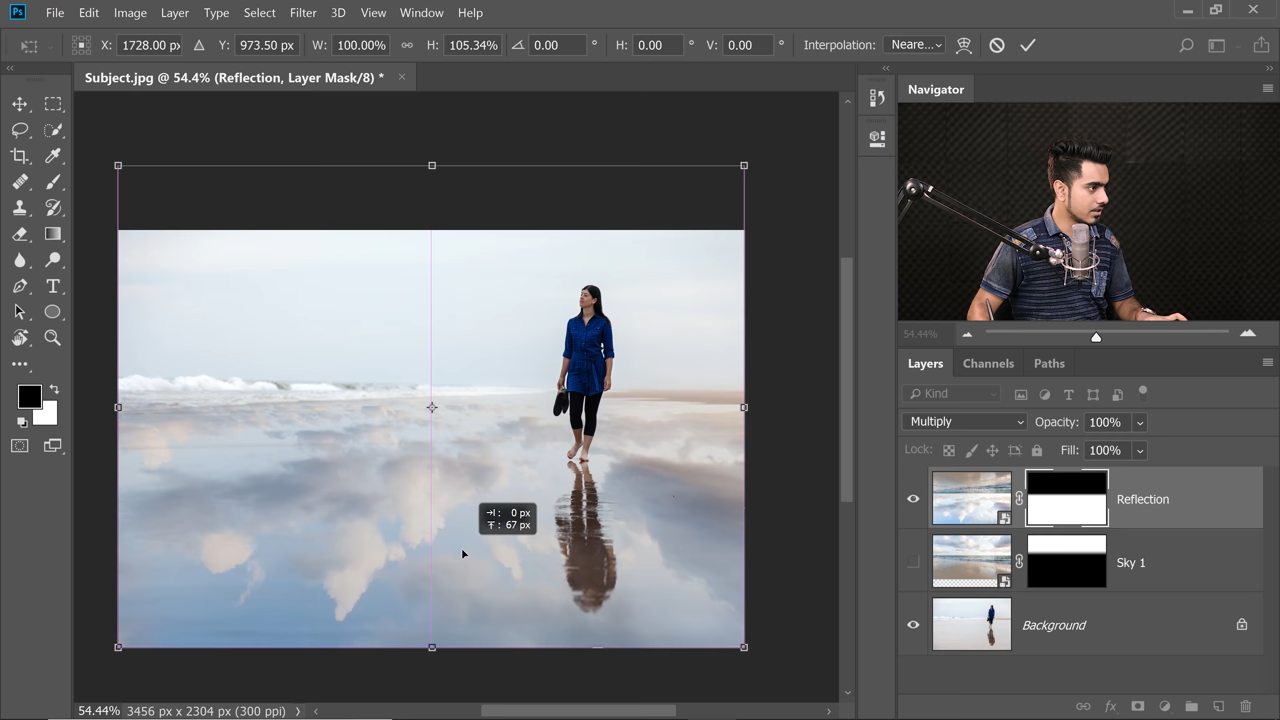 Ps File Edit Image Layer Type Select Filter 3D View Window Help
X: 1728.00 px Y: 973.50 px W: 100.00% H: 105.34% 0.00 ° H: 0.00 ° V: 0.00 ° Interpolation: Neare...
Subject.jpg @ 54.4% (Reflection, Layer Mask/8) * ×
Navigator
54.44%
Layers Channels Paths
Kind
Multiply Opacity: 100%
Lock: Fill: 100%
Reflection
Sky 1
Background
: 0 px
: 67 px
54.44% 3456 px x 2304 px (300 ppi)